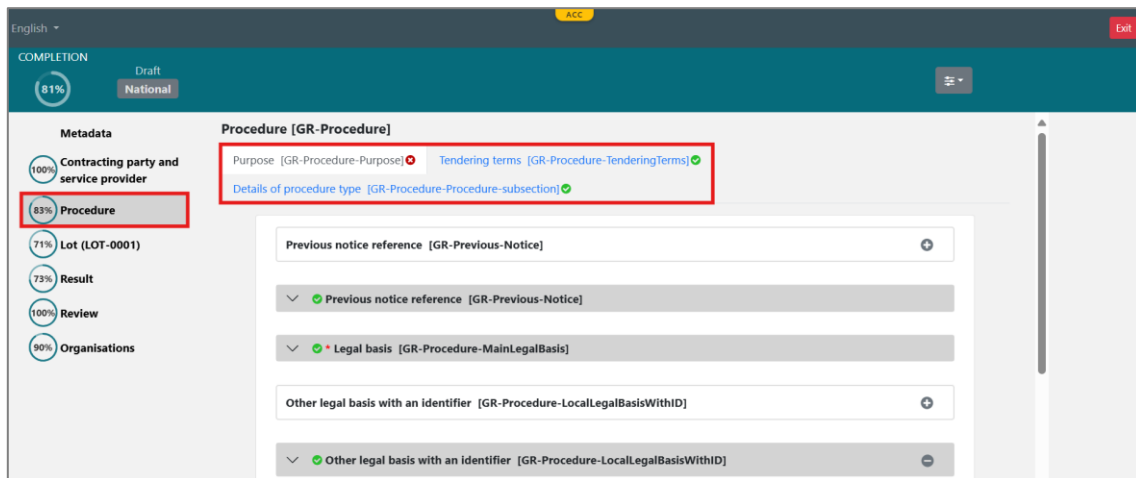 ACC
English
Exit
COMPLETION
81%
Draft
National
Metadata
100% Contracting party and
service provider
83% Procedure
71% Lot (LOT-0001)
73% Result
100% Review
90% Organisations
Procedure [GR-Procedure]
Purpose [GR-Procedure-Purpose] Tendering terms [GR-Procedure-TenderingTerms]
Details of procedure type [GR-Procedure-Procedure-subsection]
Previous notice reference [GR-Previous-Notice]
Previous notice reference [GR-Previous-Notice]
* Legal basis [GR-Procedure-MainLegalBasis]
Other legal basis with an identifier [GR-Procedure-LocalLegalBasisWithID]
Other legal basis with an identifier [GR-Procedure-LocalLegalBasisWithID]